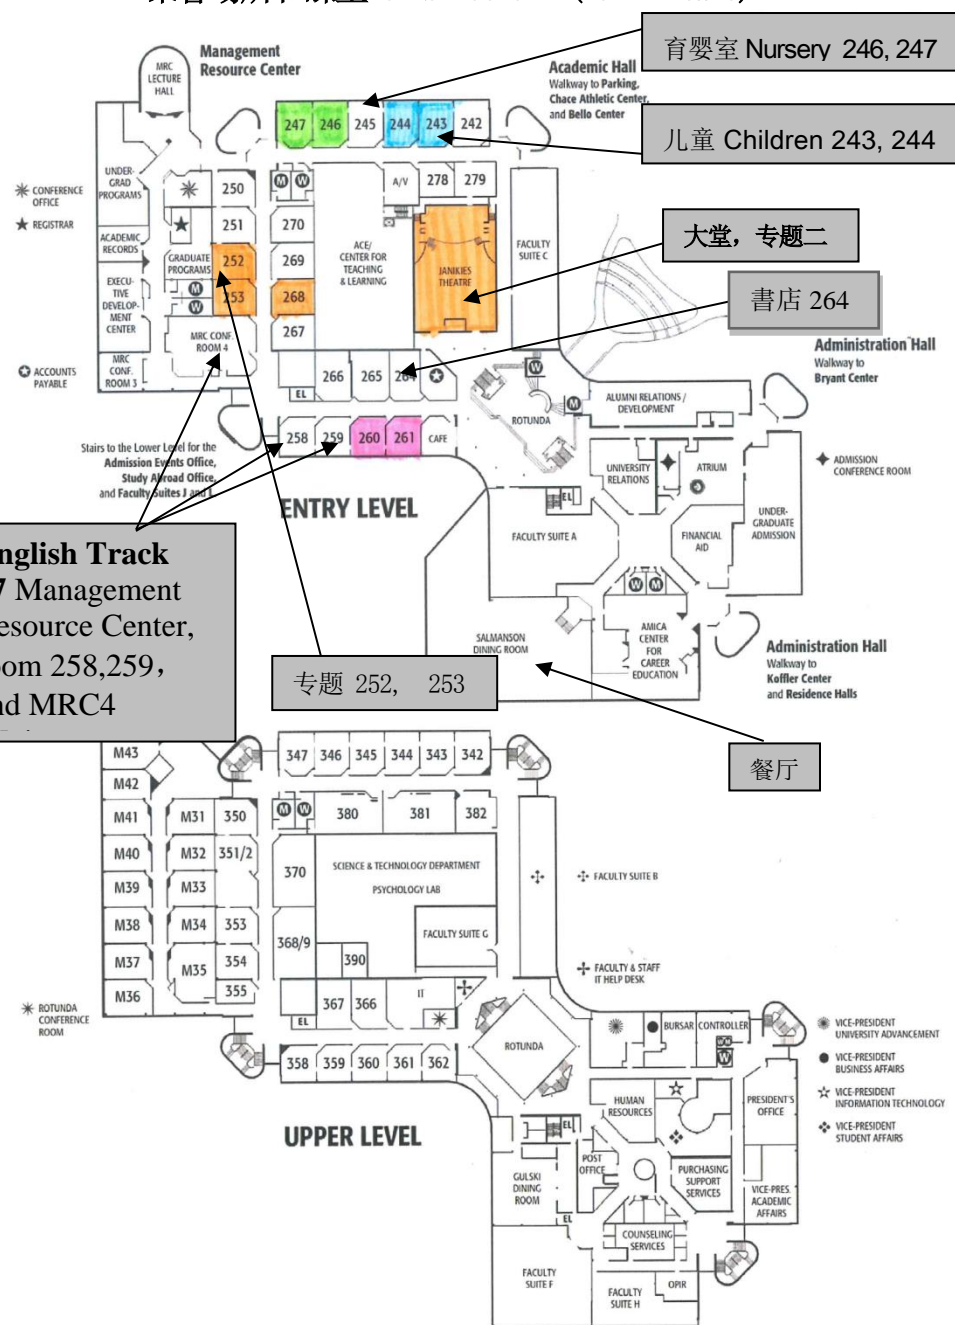 Management
Resource Center
MRC
LECTURE
HALL
育婴室 Nursery 246, 247
Academic Hall
Walkway to Parking,
Chace Athletic Center,
and Bello Center
儿童 Children 243, 244
247 246 245 244 243 242
UNDER-
GRAD
PROGRAMS
CONFERENCE
OFFICE
REGISTRAR
250
M W
A/V
278 279
251
270
大堂，专题二
ACADEMIC
RECORDS
GRADUATE
PROGRAMS
252
269
ACE/
CENTER FOR
TEACHING
& LEARNING
JANIKIES
THEATRE
FACULTY
SUITE C
EXECU-
TIVE
DEVELOP-
MENT
CENTER
M
W
253
268
書店 264
MRC CONF.
ROOM 4
267
MRC
CONF.
ROOM 3
ACCOUNTS
PAYABLE
266 265 264
EL
Administration Hall
Walkway to
Bryant Center
W
M
ROTUNDA
ALUMNI RELATIONS /
DEVELOPMENT
258 259 260 261 CAFE
Stairs to the Lower Level for the
Admission Events Office,
Study Abroad Office,
and Faculty Suites J and L
ENTRY LEVEL
UNIVERSITY
RELATIONS
ATRIUM
ADMISSION
CONFERENCE ROOM
EL
FACULTY SUITE A
FINANCIAL
AID
UNDER-
GRADUATE
ADMISSION
nglish Track
7 Management
esource Center,
oom 258,259，
nd MRC4
W M
SALMANSON
DINING ROOM
AMICA
CENTER
FOR
CAREER
EDUCATION
Administration Hall
Walkway to
Koffler Center
and Residence Halls
专题 252, 253
餐厅
M43
M42
M41
M40
M39
M38
M37
M36
347 346 345 344 343 342
M31 350
M32 351/2
M33
M34 353
M35 354
355
M W
380 381 382
370
SCIENCE & TECHNOLOGY DEPARTMENT
PSYCHOLOGY LAB
FACULTY SUITE B
368/9
FACULTY SUITE G
390
FACULTY & STAFF
IT HELP DESK
367 366 IT
EL
ROTUNDA
CONFERENCE
ROOM
ROTUNDA
358 359 360 361 362
UPPER LEVEL
BURSAR CONTROLLER
W
VICE-PRESIDENT
UNIVERSITY ADVANCEMENT
VICE-PRESIDENT
BUSINESS AFFAIRS
VICE-PRESIDENT
INFORMATION TECHNOLOGY
VICE-PRESIDENT
STUDENT AFFAIRS
HUMAN
RESOURCES
PRESIDENT'S
OFFICE
EL
POST
OFFICE
GULSKI
DINING
ROOM
PURCHASING
SUPPORT
SERVICES
VICE-PRES.
ACADEMIC
AFFAIRS
EL
COUNSELING
SERVICES
FACULTY
SUITE F
FACULTY
SUITE H
OPIR